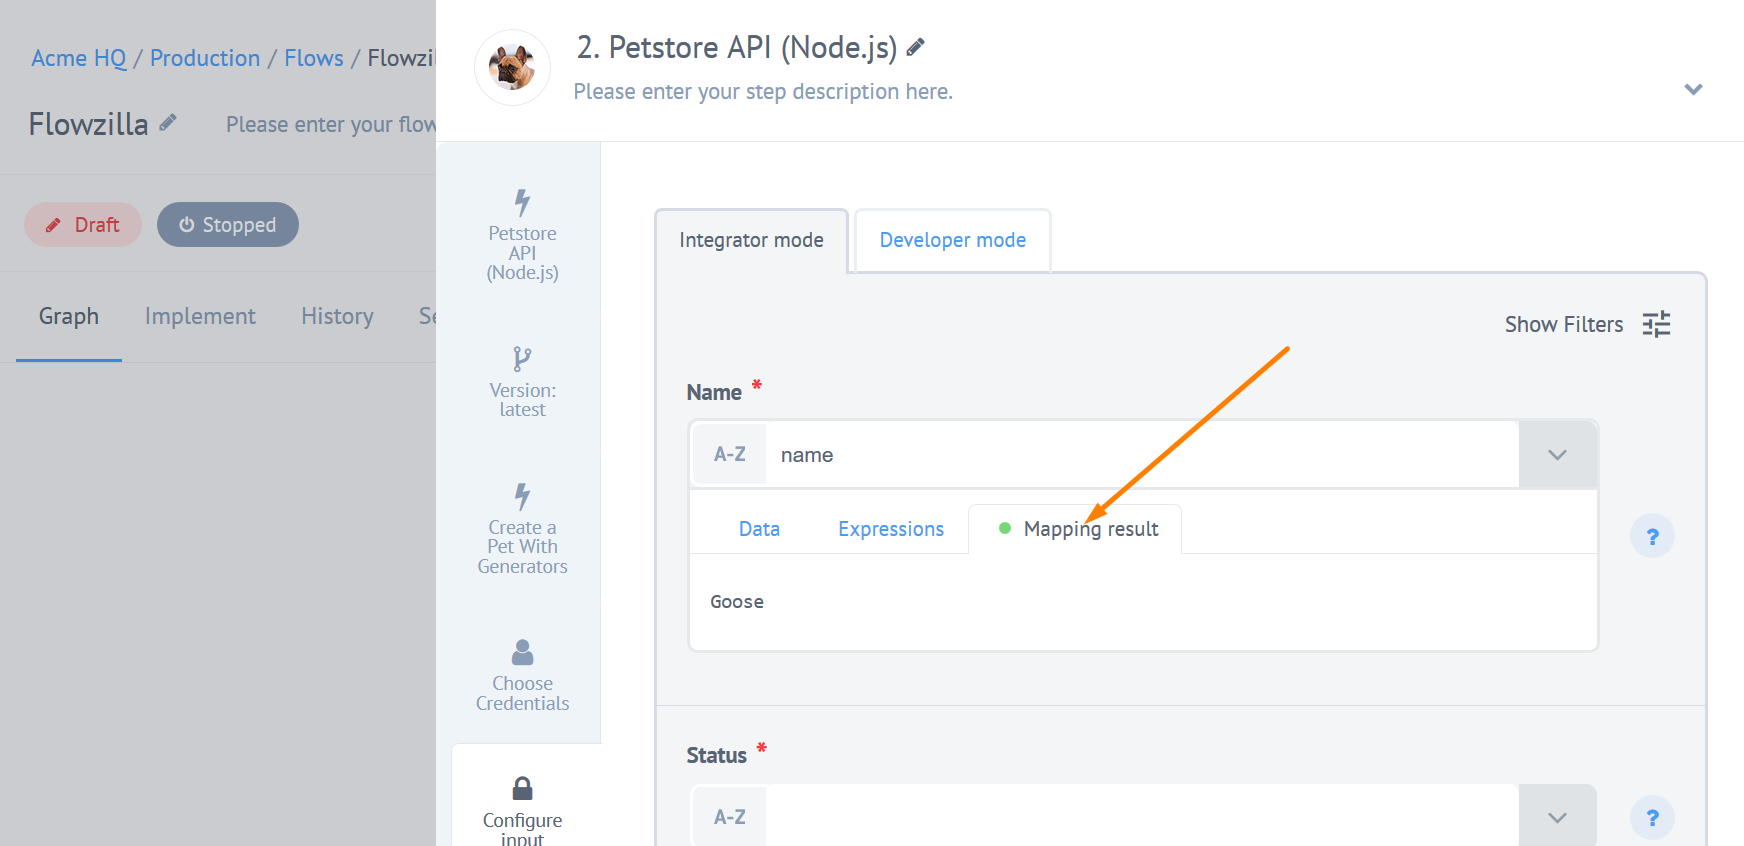 Acme HQ / Production / Flows / Flowzil
Flowzilla
Please enter your flow
Draft
Stopped
Graph
Implement
History
Se
2. Petstore API (Node.js)
Please enter your step description here.
Petstore
API
(Node.js)
Version:
latest
Create a
Pet With
Generators
Choose
Credentials
Configure
input
Integrator mode
Developer mode
Show Filters
Name *
A-Z
name
Data
Expressions
Mapping result
?
Goose
Status *
A-Z
?